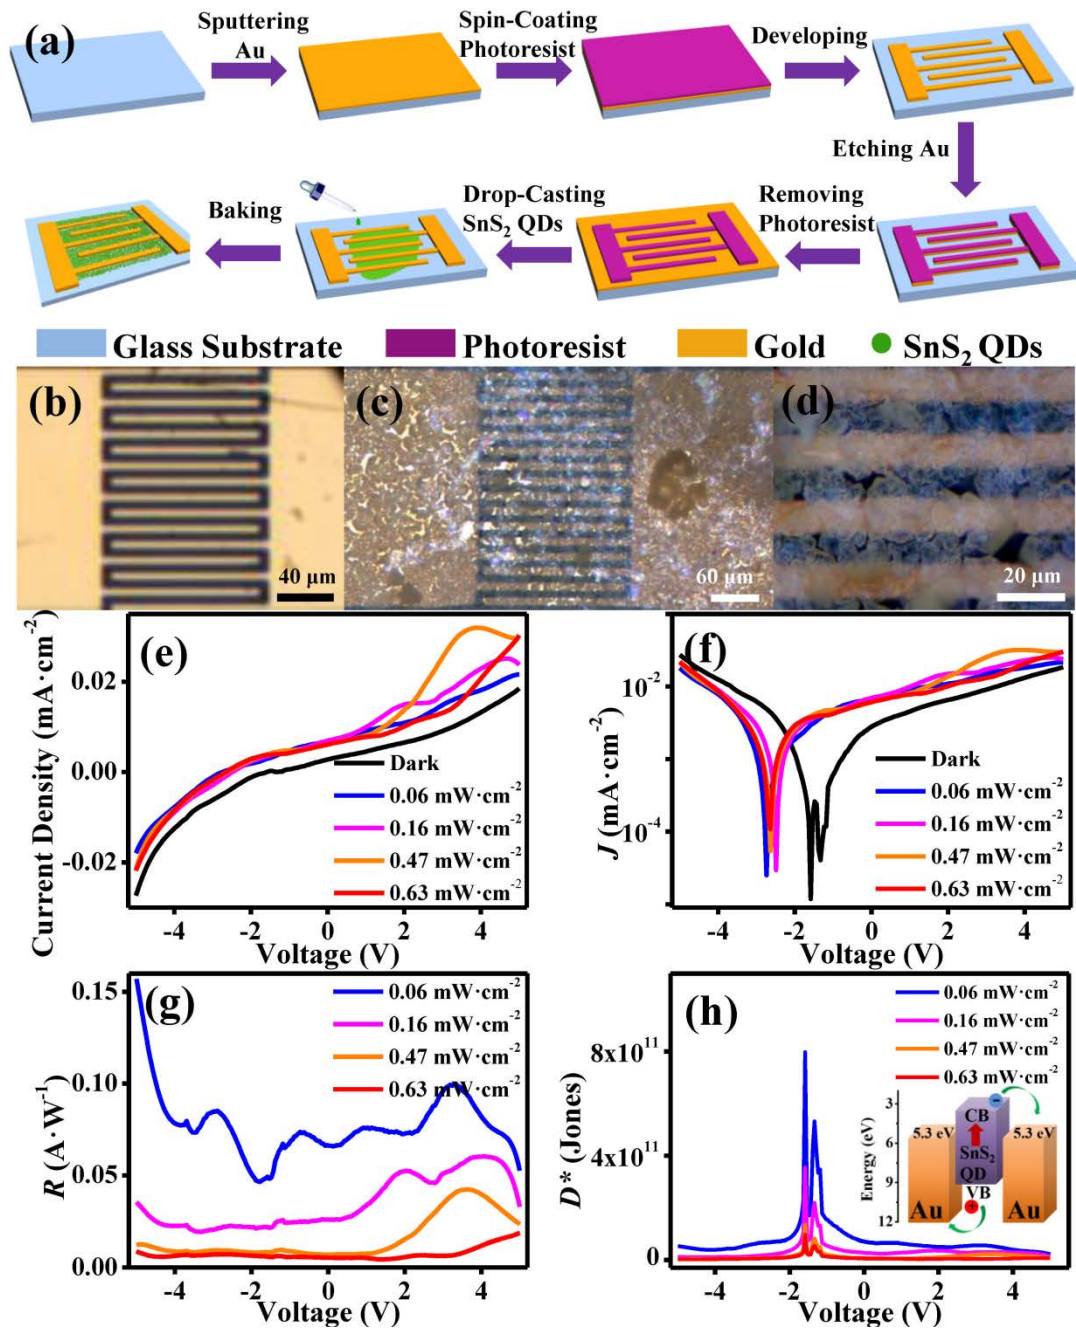 (a)
Sputtering
Au
Spin-Coating
Photoresist
Developing
Etching Au
Removing
Photoresist
Drop-Casting
SnS₂ QDs
Baking
Glass Substrate
Photoresist
Gold
SnS₂ QDs
(b)
40 µm
(c)
60 µm
(d)
20 µm
(e)
Current Density (mA·cm⁻²)
0.02
0.00
-0.02
Dark
0.06 mW·cm⁻²
0.16 mW·cm⁻²
0.47 mW·cm⁻²
0.63 mW·cm⁻²
-4 -2 0 2 4
Voltage (V)
(f)
J (mA·cm⁻²)
10⁻²
10⁻⁴
Dark
0.06 mW·cm⁻²
0.16 mW·cm⁻²
0.47 mW·cm⁻²
0.63 mW·cm⁻²
-4 -2 0 2 4
Voltage (V)
(g)
R (A·W⁻¹)
0.15
0.10
0.05
0.00
0.06 mW·cm⁻²
0.16 mW·cm⁻²
0.47 mW·cm⁻²
0.63 mW·cm⁻²
-4 -2 0 2 4
Voltage (V)
(h)
D* (Jones)
8x10¹¹
4x10¹¹
0
0.06 mW·cm⁻²
0.16 mW·cm⁻²
0.47 mW·cm⁻²
0.63 mW·cm⁻²
Energy (eV)
3
6
9
12
5.3 eV
CB
SnS₂
QD
VB
5.3 eV
Au
Au
−
+
-4 -2 0 2 4
Voltage (V)